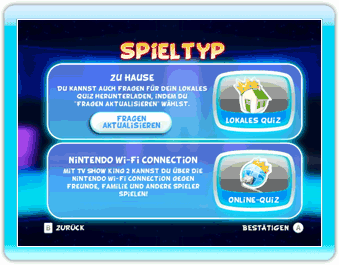 SPIELTYP
ZU HAUSE
DU KANNST AUCH FRAGEN FÜR DEIN LOKALES
QUIZ HERUNTERLADEN, INDEM DU
"FRAGEN AKTUALISIEREN" WÄHLST.
FRAGEN
AKTUALISIEREN
LOKALES QUIZ
NINTENDO Wi-Fi CONNECTION
MIT TV SHOW KING 2 KANNST DU ÜBER DIE
NINTENDO Wi-Fi CONNECTION GEGEN
FREUNDE, FAMILIE UND ANDERE SPIELER
SPIELEN!
ONLINE-QUIZ
B ZURÜCK
BESTÄTIGEN A